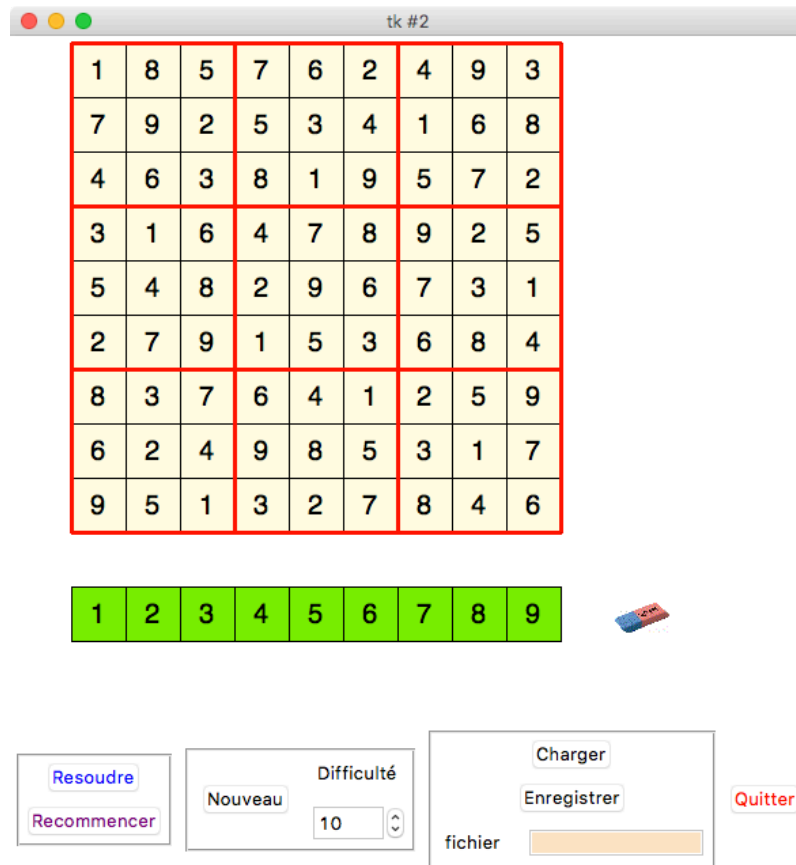 tk #2
1 8 5 7 6 2 4 9 3
7 9 2 5 3 4 1 6 8
4 6 3 8 1 9 5 7 2
3 1 6 4 7 8 9 2 5
5 4 8 2 9 6 7 3 1
2 7 9 1 5 3 6 8 4
8 3 7 6 4 1 2 5 9
6 2 4 9 8 5 3 1 7
9 5 1 3 2 7 8 4 6
1 2 3 4 5 6 7 8 9
Resoudre
Recommencer
Nouveau
Difficulté
10
Charger
Enregistrer
fichier
Quitter